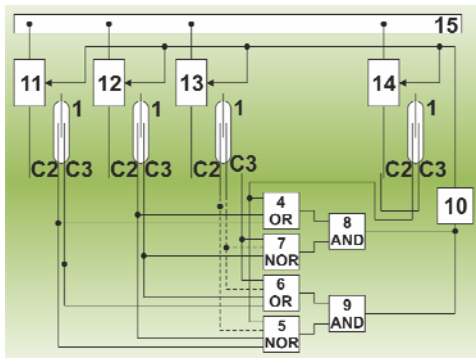 15
11 12 13 14
1 1 1 1
C2 C3 C2 C3 C2 C3 C2 C3
4
OR
8
AND
10
7
NOR
6
OR
9
AND
5
NOR